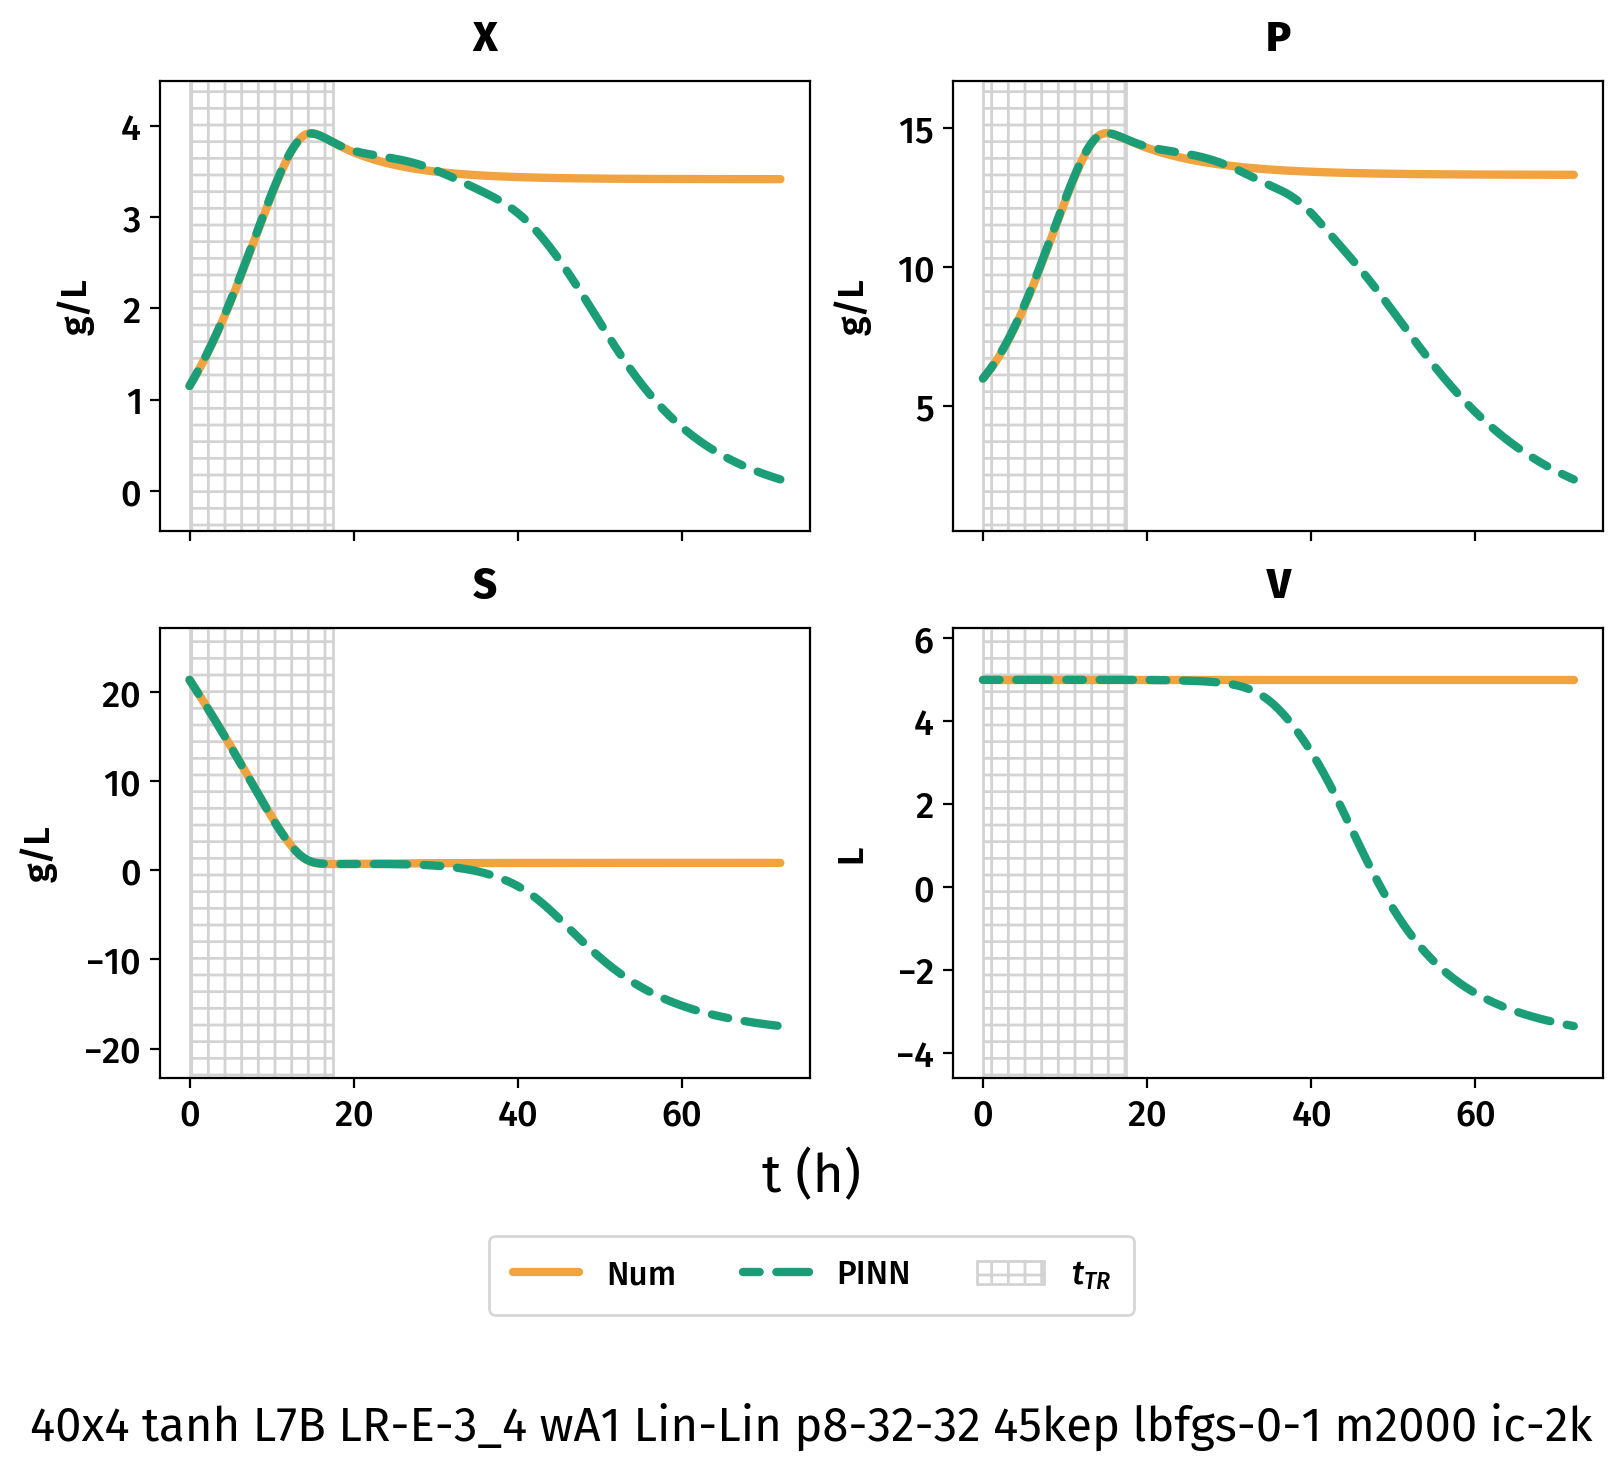 X
P
4
3
2
1
0
g/L
15
10
5
g/L
S
V
20
10
0
−10
−20
g/L
0
20
40
60
6
4
2
0
−2
−4
L
0
20
40
60
t (h)
Num PINN tTR
40x4 tanh L7B LR-E-3_4 wA1 Lin-Lin p8-32-32 45kep lbfgs-0-1 m2000 ic-2k